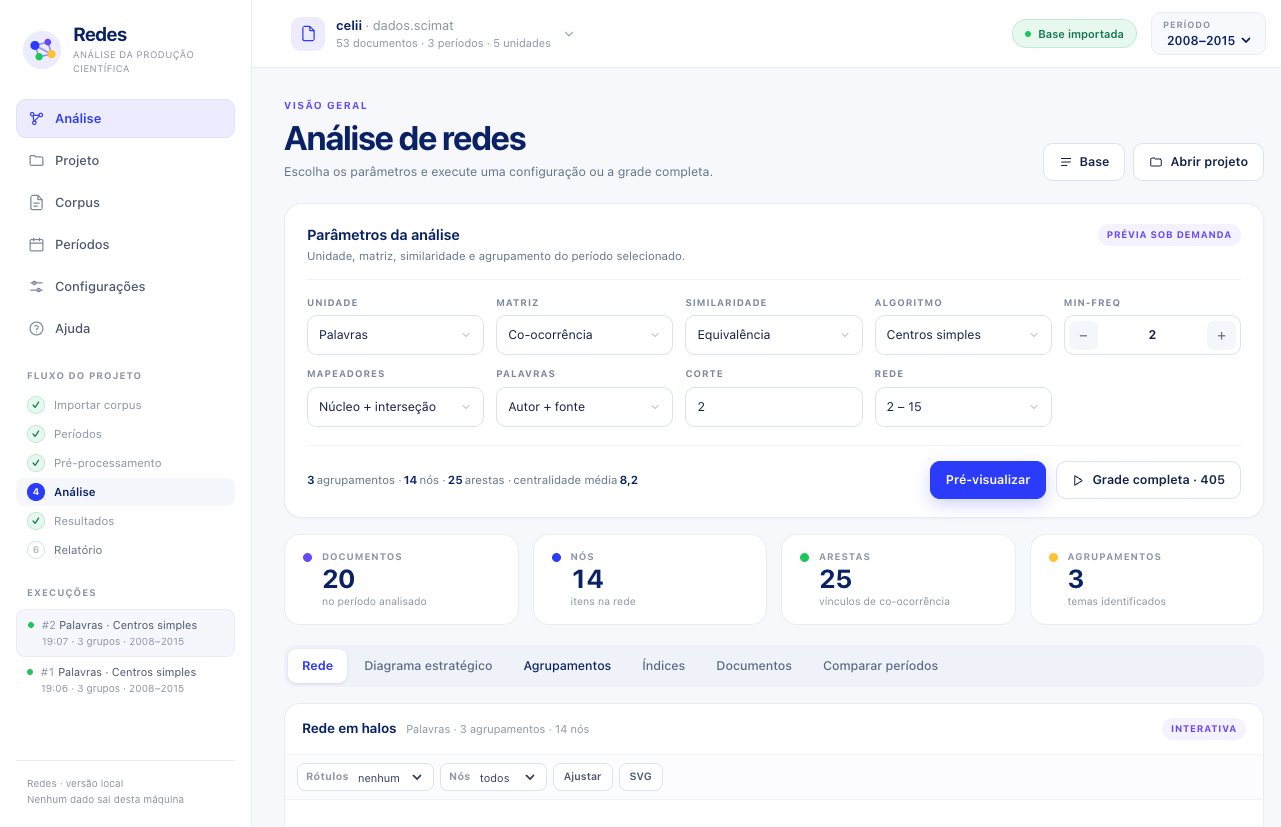 Redes
ANÁLISE DA PRODUÇÃO
CIENTÍFICA
Análise
Projeto
Corpus
Períodos
Configurações
Ajuda
FLUXO DO PROJETO
Importar corpus
Períodos
Pré-processamento
4 Análise
Resultados
6 Relatório
EXECUÇÕES
#2 Palavras · Centros simples
19:07 · 3 grupos · 2008–2015
#1 Palavras · Centros simples
19:06 · 3 grupos · 2008–2015
Redes · versão local
Nenhum dado sai desta máquina
celii · dados.scimat
53 documentos · 3 períodos · 5 unidades
Base importada
PERÍODO
2008–2015
VISÃO GERAL
Análise de redes
Escolha os parâmetros e execute uma configuração ou a grade completa.
Base
Abrir projeto
Parâmetros da análise
PRÉVIA SOB DEMANDA
Unidade, matriz, similaridade e agrupamento do período selecionado.
UNIDADE MATRIZ SIMILARIDADE ALGORITMO MIN-FREQ
Palavras Co-ocorrência Equivalência Centros simples − 2 +
MAPEADORES PALAVRAS CORTE REDE
Núcleo + interseção Autor + fonte 2 2 – 15
3 agrupamentos · 14 nós · 25 arestas · centralidade média 8,2
Pré-visualizar
Grade completa · 405
DOCUMENTOS
20
no período analisado
NÓS
14
itens na rede
ARESTAS
25
vínculos de co-ocorrência
AGRUPAMENTOS
3
temas identificados
Rede Diagrama estratégico Agrupamentos Índices Documentos Comparar períodos
Rede em halos Palavras · 3 agrupamentos · 14 nós
INTERATIVA
Rótulos nenhum Nós todos Ajustar SVG